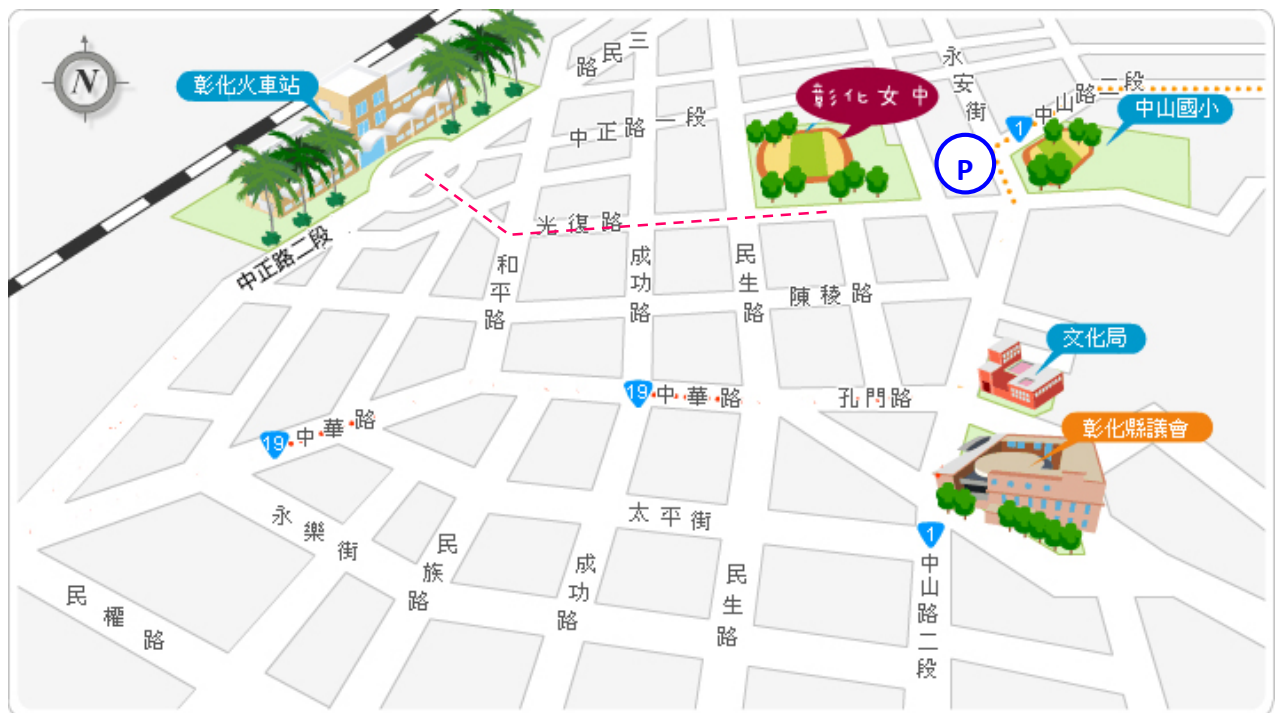 N
彰化火車站
民三路
永安街
中山路二段
1
中山國小
彰化女中
中正路一段
P
光復路
中正路二段
和平路
成功路
民生路
陳稜路
文化局
19
中華路
孔門路
19
中華路
彰化縣議會
永樂街
太平街
1
民族路
成功路
民生路
中山路二段
民權路